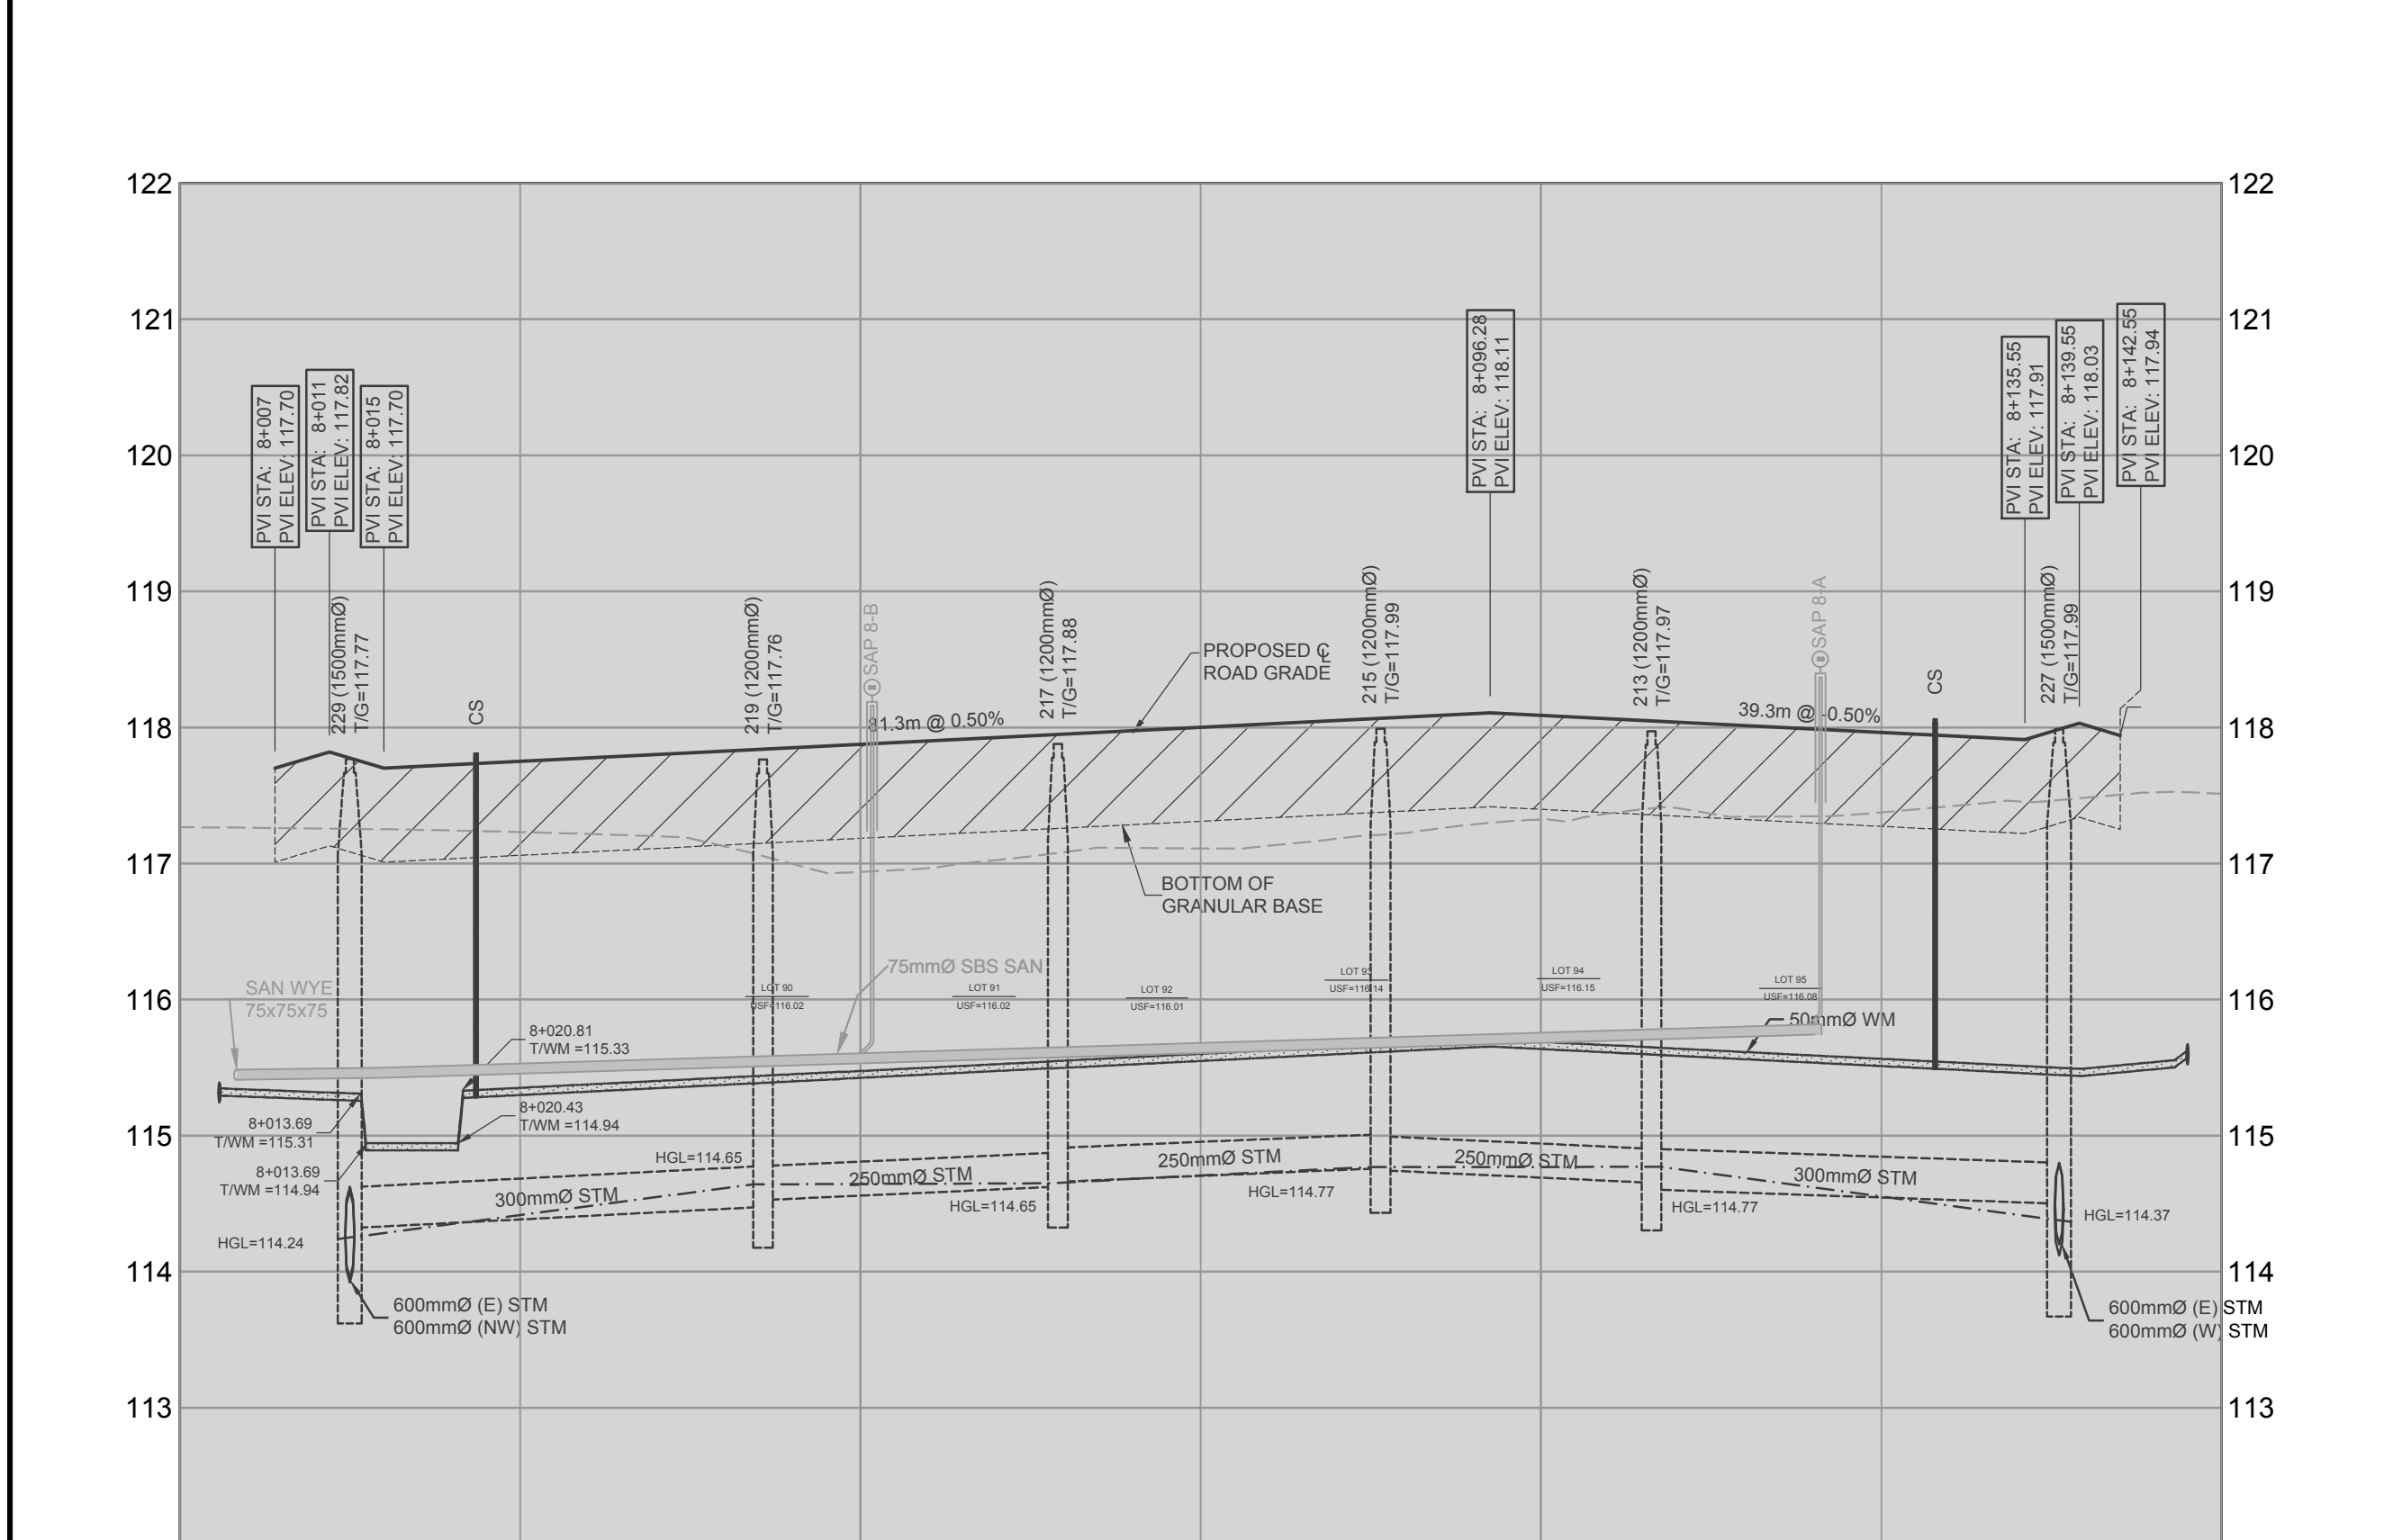 122
122
121
121
120
120
119
119
118
118
117
117
116
116
115
115
114
114
113
113
PVI STA: 8+007
PVI ELEV: 117.70
PVI STA: 8+011
PVI ELEV: 117.82
PVI STA: 8+015
PVI ELEV: 117.70
PVI STA: 8+096.28
PVI ELEV: 118.11
PVI STA: 8+135.55
PVI ELEV: 117.91
PVI STA: 8+139.55
PVI ELEV: 118.03
PVI STA: 8+142.55
PVI ELEV: 117.94
229 (1500mmØ)
T/G=117.77
CS
219 (1200mmØ)
T/G=117.76
SAP 8-B
217 (1200mmØ)
T/G=117.88
215 (1200mmØ)
T/G=117.99
213 (1200mmØ)
T/G=117.97
SAP 8-A
CS
227 (1500mmØ)
T/G=117.99
PROPOSED ℄
ROAD GRADE
81.3m @ 0.50%
39.3m @ -0.50%
BOTTOM OF
GRANULAR BASE
75mmØ SBS SAN
SAN WYE
75x75x75
LOT 90
USF=116.02
LOT 91
USF=116.02
LOT 92
USF=116.01
LOT 93
USF=116.14
LOT 94
USF=116.15
LOT 95
USF=116.08
50mmØ WM
8+020.81
T/WM =115.33
8+020.43
T/WM =114.94
8+013.69
T/WM =115.31
8+013.69
T/WM =114.94
HGL=114.65
300mmØ STM
250mmØ STM
250mmØ STM
250mmØ STM
300mmØ STM
HGL=114.65
HGL=114.77
HGL=114.77
HGL=114.37
HGL=114.24
600mmØ (E) STM
600mmØ (NW) STM
600mmØ (E) STM
600mmØ (W) STM